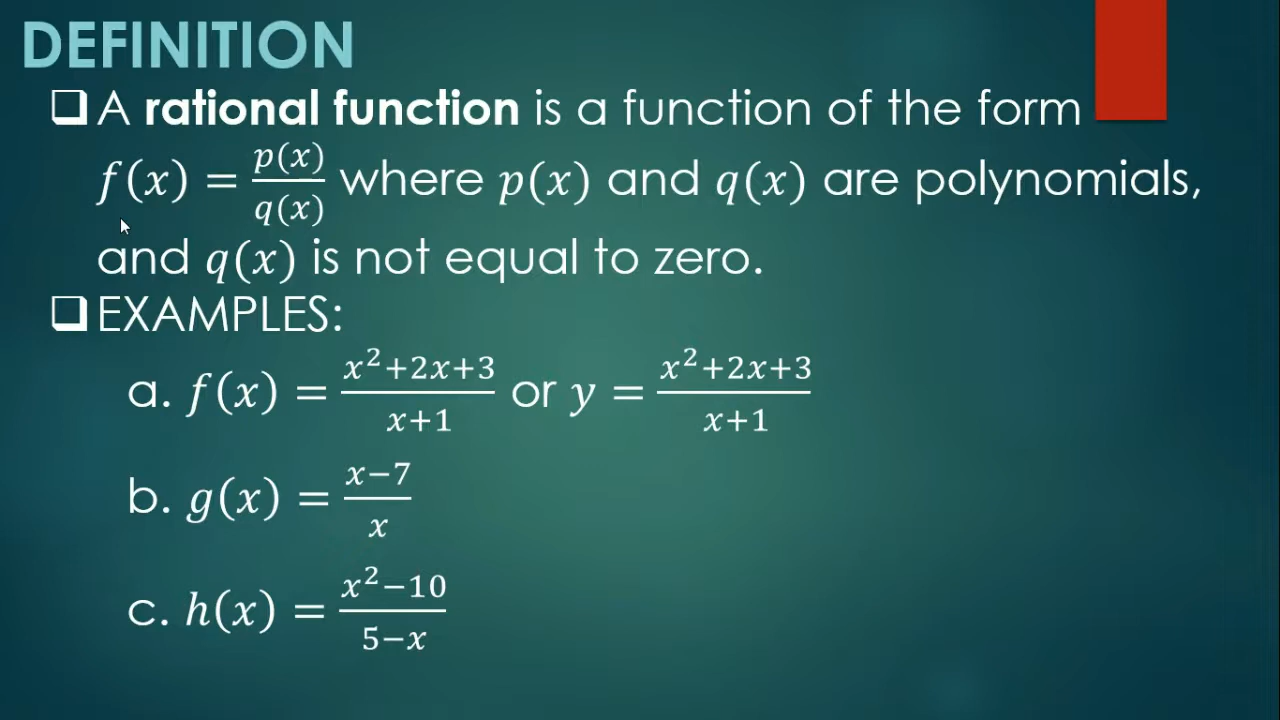 DEFINITION
❑ A rational function is a function of the form
f(x) = p(x)/q(x) where p(x) and q(x) are polynomials,
and q(x) is not equal to zero.
❑ EXAMPLES:
a. f(x) = x²+2x+3/x+1 or y = x²+2x+3/x+1
b. g(x) = x−7/x
c. h(x) = x²−10/5−x